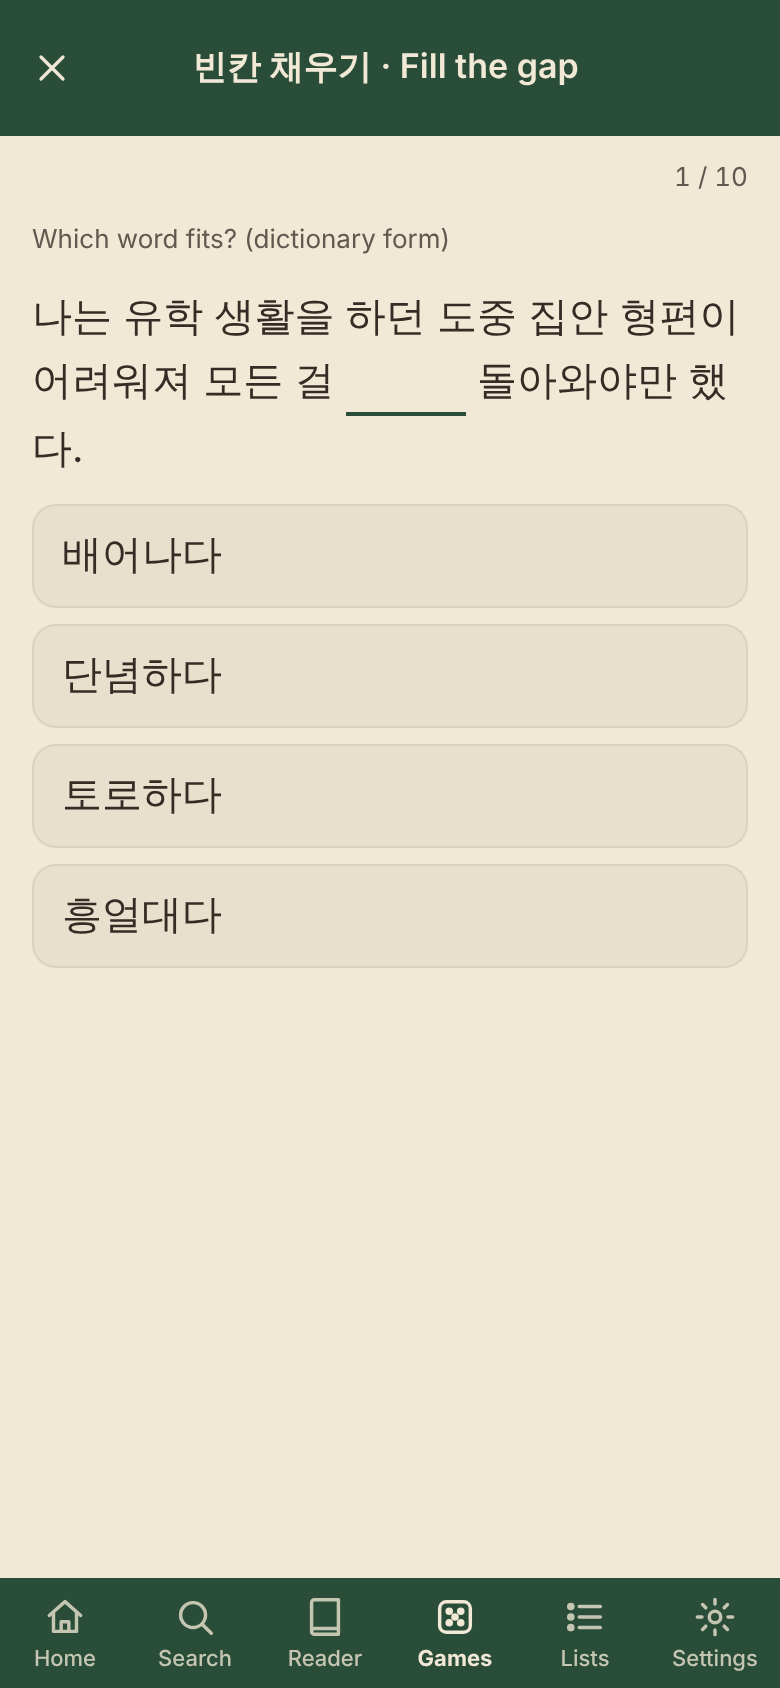 빈칸 채우기 · Fill the gap
1 / 10
Which word fits? (dictionary form)
나는 유학 생활을 하던 도중 집안 형편이
어려워져 모든 걸 ______ 돌아와야만 했
다.
배어나다
단념하다
토로하다
흥얼대다
Home Search Reader Games Lists Settings